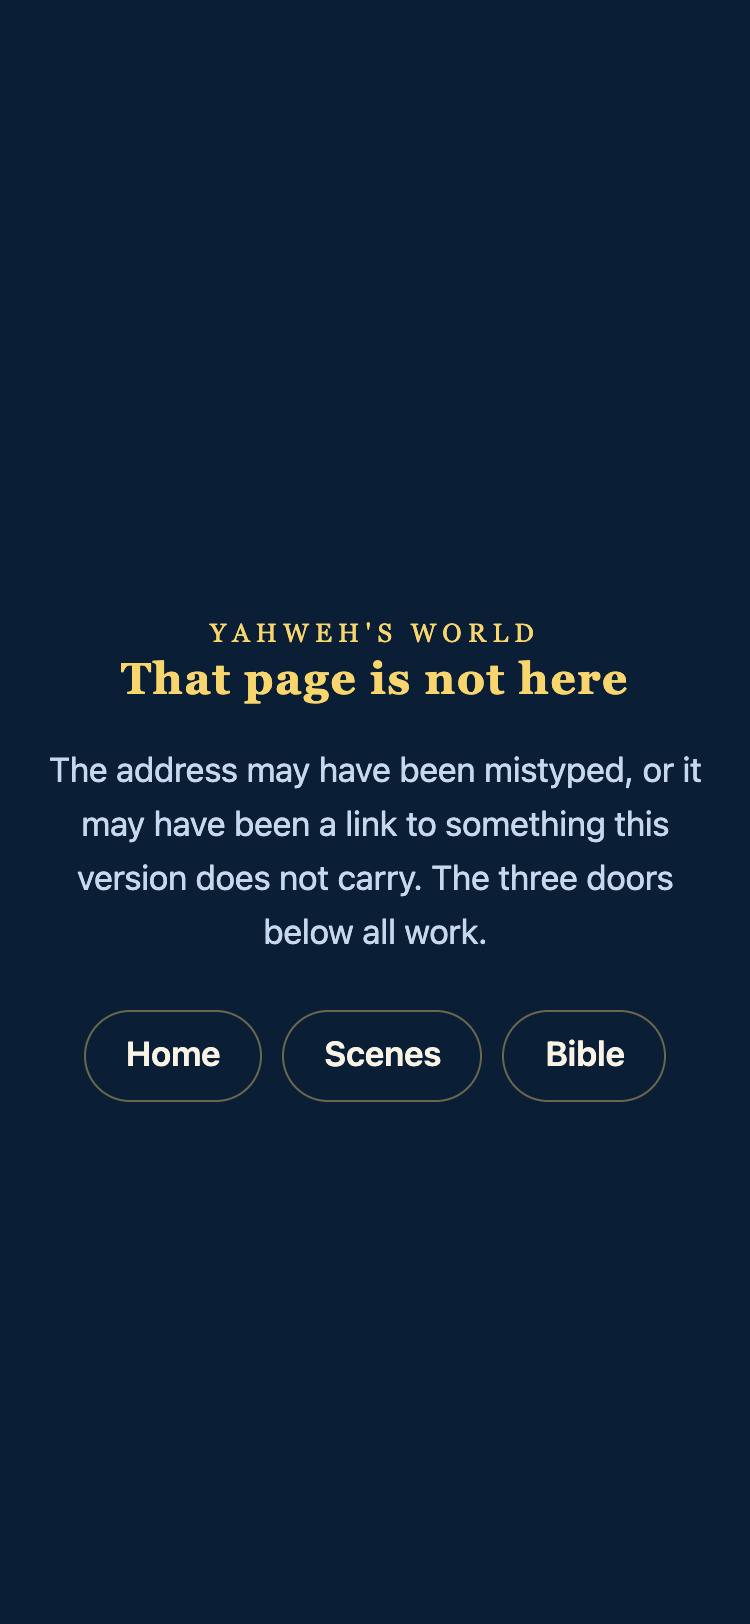 YAHWEH'S WORLD
That page is not here
The address may have been mistyped, or it
may have been a link to something this
version does not carry. The three doors
below all work.
Home Scenes Bible